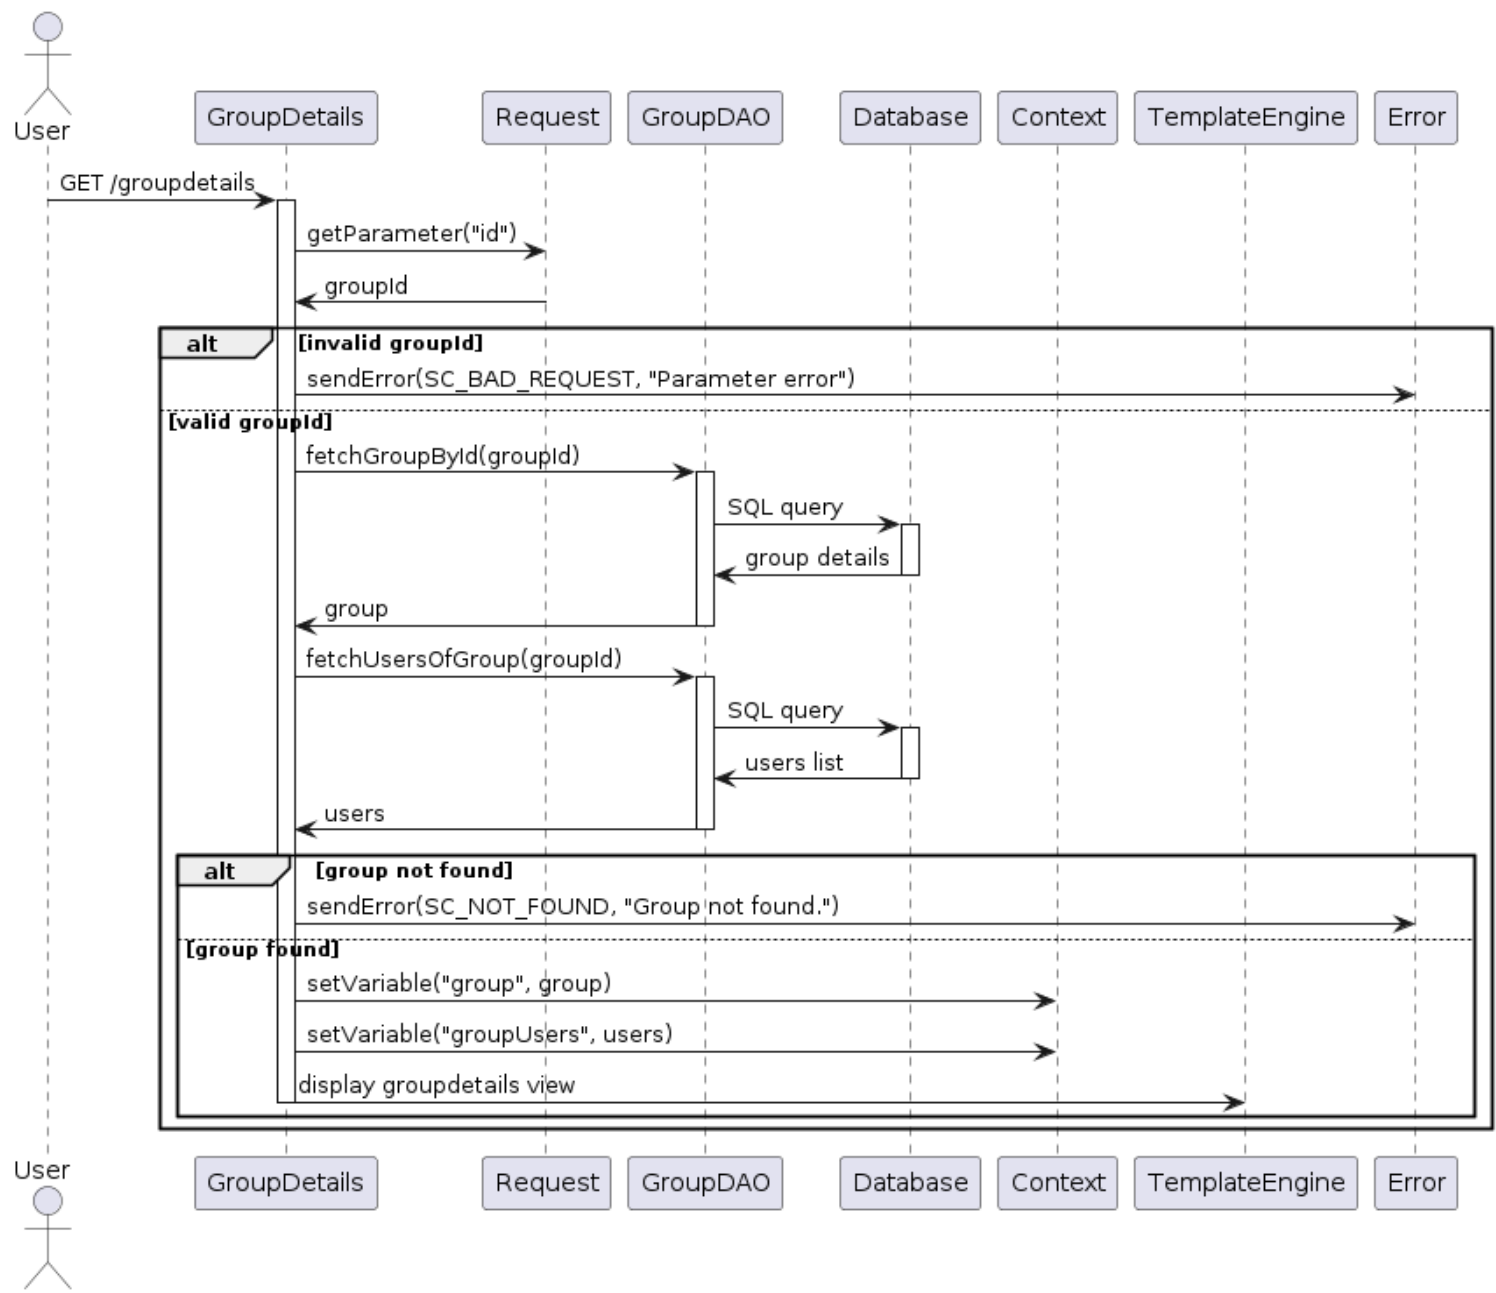 User
GroupDetails
Request
GroupDAO
Database
Context
TemplateEngine
Error
GET /groupdetails
getParameter("id")
groupId
alt
[invalid groupId]
sendError(SC_BAD_REQUEST, "Parameter error")
[valid groupId]
fetchGroupById(groupId)
SQL query
group details
group
fetchUsersOfGroup(groupId)
SQL query
users list
users
alt
[group not found]
sendError(SC_NOT_FOUND, "Group not found.")
[group found]
setVariable("group", group)
setVariable("groupUsers", users)
display groupdetails view
User
GroupDetails
Request
GroupDAO
Database
Context
TemplateEngine
Error